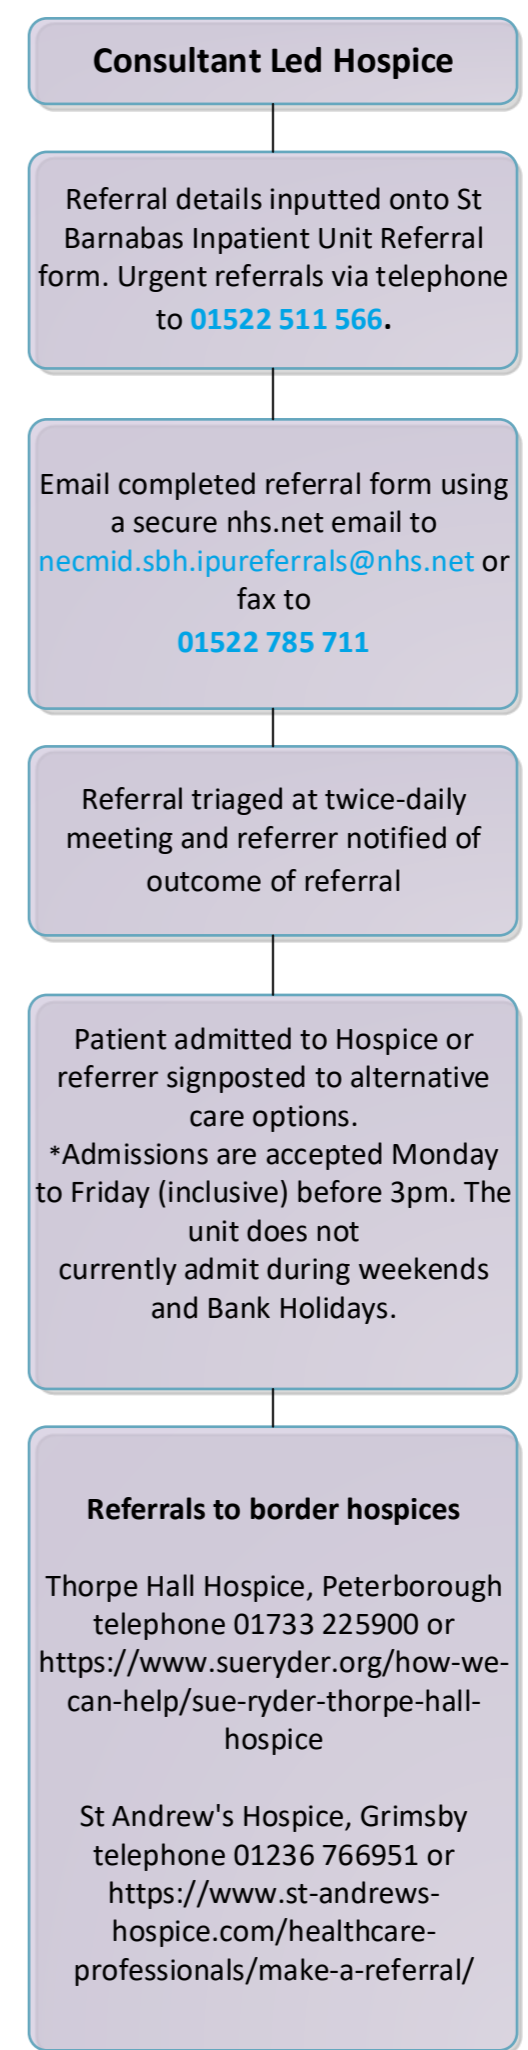 Consultant Led Hospice
Referral details inputted onto St
Barnabas Inpatient Unit Referral
form. Urgent referrals via telephone
to 01522 511 566.
Email completed referral form using
a secure nhs.net email to
necmid.sbh.ipureferrals@nhs.net or
fax to
01522 785 711
Referral triaged at twice-daily
meeting and referrer notified of
outcome of referral
Patient admitted to Hospice or
referrer signposted to alternative
care options.
*Admissions are accepted Monday
to Friday (inclusive) before 3pm. The
unit does not
currently admit during weekends
and Bank Holidays.
Referrals to border hospices
Thorpe Hall Hospice, Peterborough
telephone 01733 225900 or
https://www.sueryder.org/how-we-
can-help/sue-ryder-thorpe-hall-
hospice
St Andrew's Hospice, Grimsby
telephone 01236 766951 or
https://www.st-andrews-
hospice.com/healthcare-
professionals/make-a-referral/